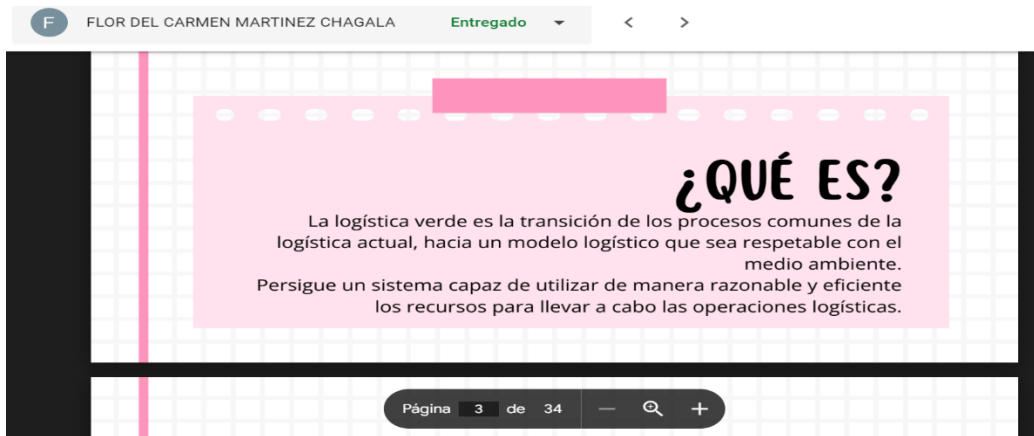 F FLOR DEL CARMEN MARTINEZ CHAGALA Entregado
¿QUÉ ES?
La logística verde es la transición de los procesos comunes de la
logística actual, hacia un modelo logístico que sea respetable con el
medio ambiente.
Persigue un sistema capaz de utilizar de manera razonable y eficiente
los recursos para llevar a cabo las operaciones logísticas.
Página 3 de 34